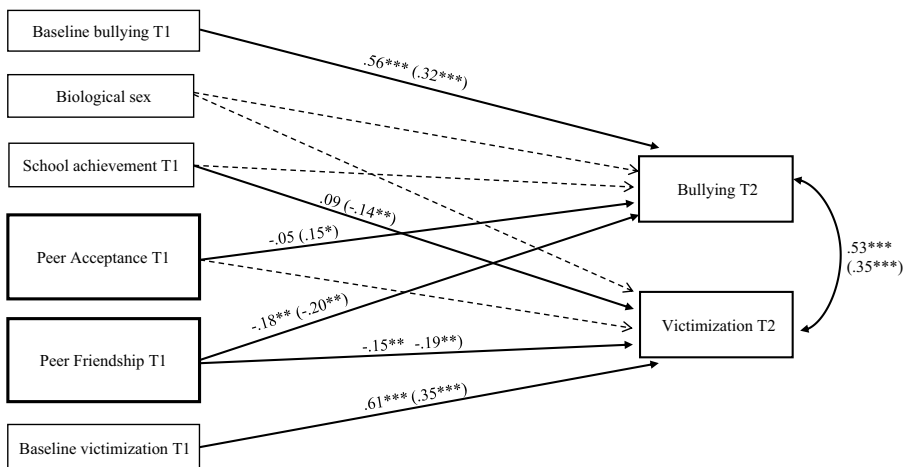 Baseline bullying T1
.56*** (.32***)
Biological sex
School achievement T1
Bullying T2
.09 (-.14**)
Peer Acceptance T1
-.05 (.15*)
.53***
(.35***)
-.18** (-.20**)
Victimization T2
Peer Friendship T1
-.15** -.19**)
.61*** (.35***)
Baseline victimization T1